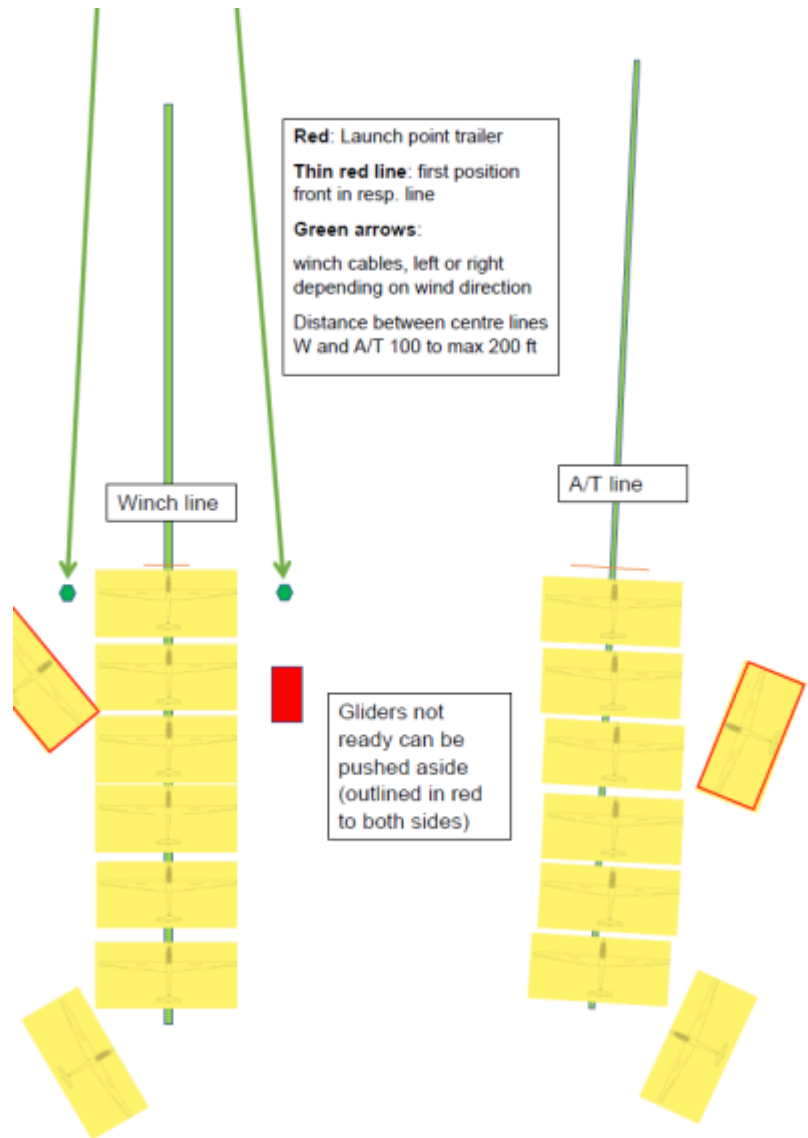 Red: Launch point trailer
Thin red line: first position
front in resp. line
Green arrows:
winch cables, left or right
depending on wind direction
Distance between centre lines
W and A/T 100 to max 200 ft
Winch line
A/T line
Gliders not
ready can be
pushed aside
(outlined in red
to both sides)